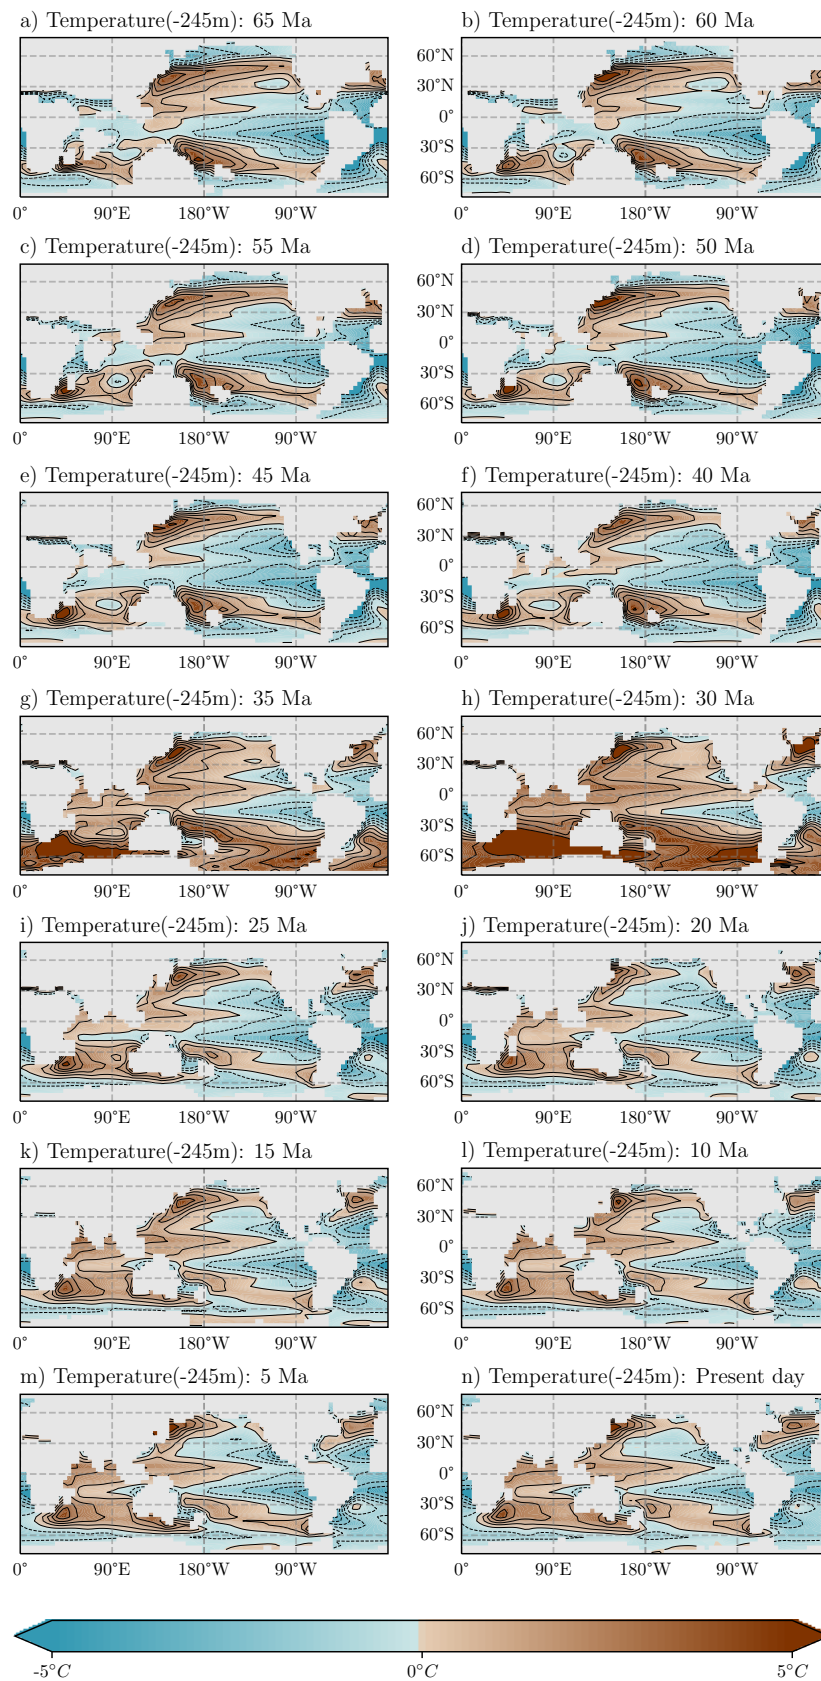 a) Temperature(-245m): 65 Ma
b) Temperature(-245m): 60 Ma
60°N
30°N
0°
30°S
60°S
0° 90°E 180°W 90°W
0° 90°E 180°W 90°W
c) Temperature(-245m): 55 Ma
d) Temperature(-245m): 50 Ma
60°N
30°N
0°
30°S
60°S
0° 90°E 180°W 90°W
0° 90°E 180°W 90°W
e) Temperature(-245m): 45 Ma
f) Temperature(-245m): 40 Ma
60°N
30°N
0°
30°S
60°S
0° 90°E 180°W 90°W
0° 90°E 180°W 90°W
g) Temperature(-245m): 35 Ma
h) Temperature(-245m): 30 Ma
60°N
30°N
0°
30°S
60°S
0° 90°E 180°W 90°W
0° 90°E 180°W 90°W
i) Temperature(-245m): 25 Ma
j) Temperature(-245m): 20 Ma
60°N
30°N
0°
30°S
60°S
0° 90°E 180°W 90°W
0° 90°E 180°W 90°W
k) Temperature(-245m): 15 Ma
l) Temperature(-245m): 10 Ma
60°N
30°N
0°
30°S
60°S
0° 90°E 180°W 90°W
0° 90°E 180°W 90°W
m) Temperature(-245m): 5 Ma
n) Temperature(-245m): Present day
60°N
30°N
0°
30°S
60°S
0° 90°E 180°W 90°W
0° 90°E 180°W 90°W
-5°C 0°C 5°C